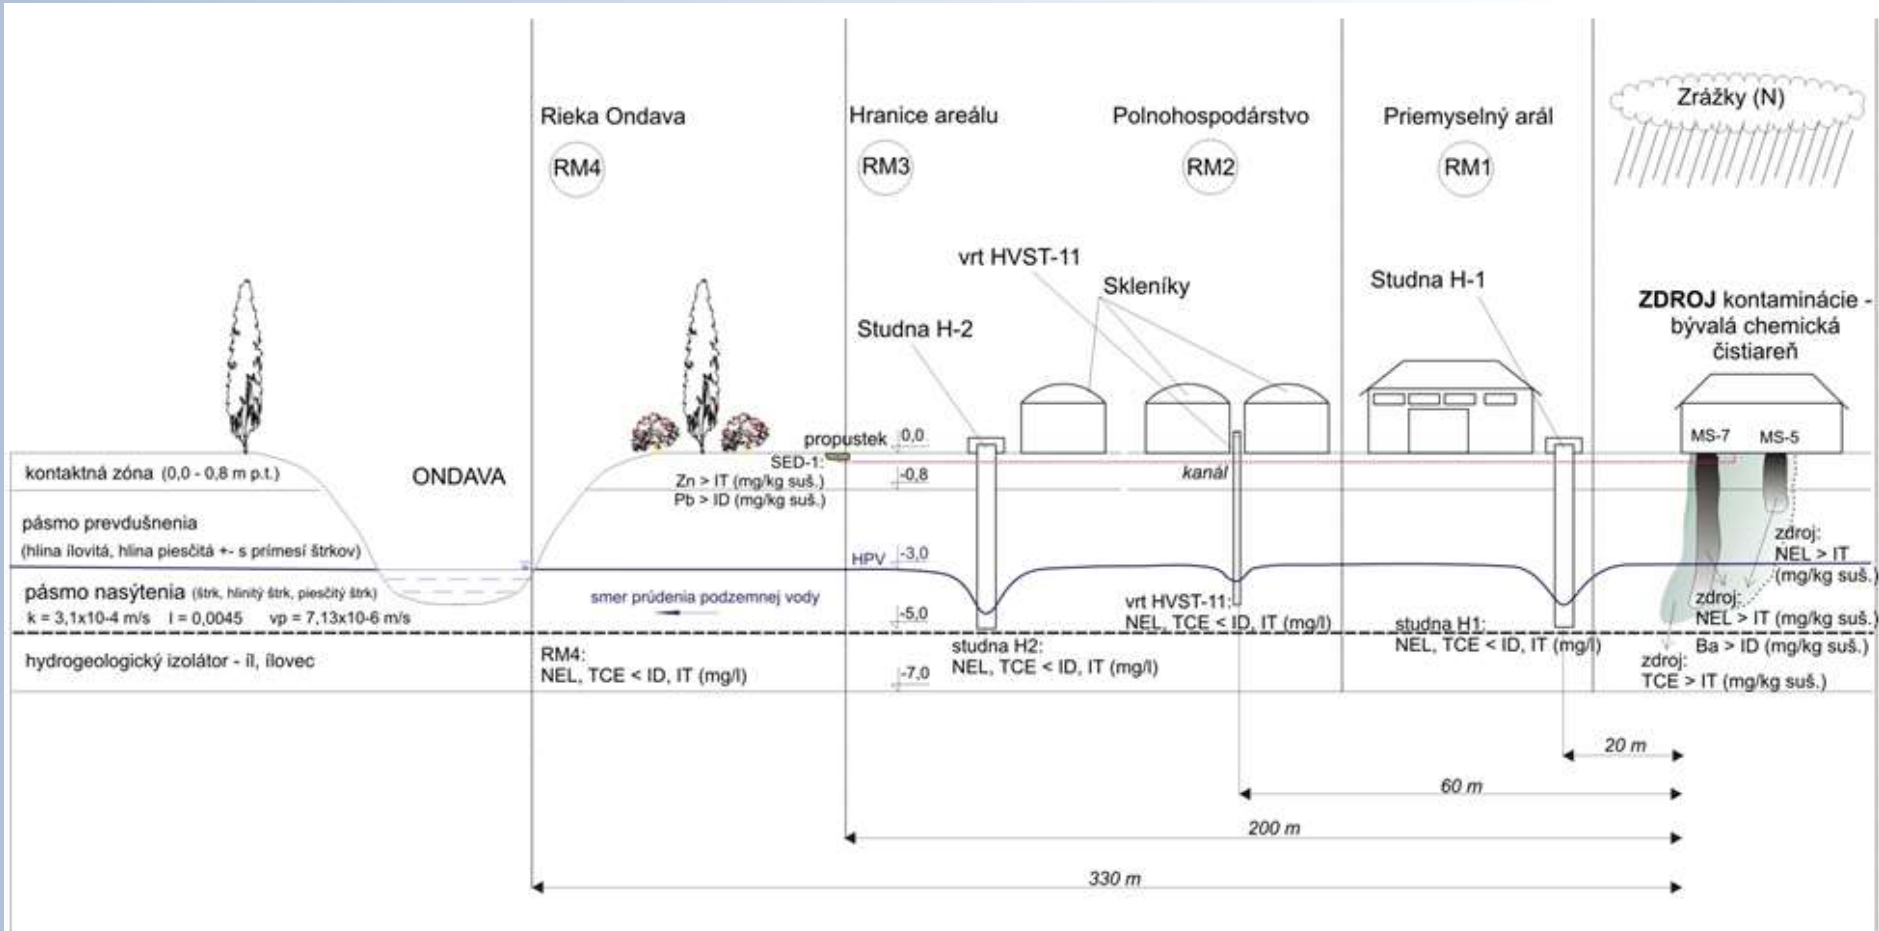 Rieka Ondava
RM4
Hranice areálu
RM3
Polnohospodárstvo
RM2
Priemyselný arál
RM1
Zrážky (N)
vrt HVST-11
Skleníky
Studna H-1
Studna H-2
ZDROJ kontaminácie -
bývalá chemická
čistiareň
MS-7
MS-5
propustek
0,0
SED-1:
Zn > IT (mg/kg suš.)
Pb > ID (mg/kg suš.)
-0,8
kanál
kontaktná zóna (0,0 - 0,8 m p.t.)
ONDAVA
pásmo prevdušnenia
(hlina ílovitá, hlina piesčitá +- s prímesí štrkov)
HPV
-3,0
zdroj:
NEL > IT
(mg/kg suš.)
pásmo nasýtenia (štrk, hlinitý štrk, piesčitý štrk)
k = 3,1x10-4 m/s I = 0,0045 vp = 7,13x10-6 m/s
smer prúdenia podzemnej vody
-5,0
vrt HVST-11:
NEL, TCE < ID, IT (mg/l)
studna H1:
NEL, TCE < ID, IT (mg/l)
zdroj:
NEL > IT (mg/kg suš.)
Ba > ID (mg/kg suš.)
zdroj:
TCE > IT (mg/kg suš.)
hydrogeologický izolátor - íl, ílovec
RM4:
NEL, TCE < ID, IT (mg/l)
studna H2:
NEL, TCE < ID, IT (mg/l)
-7,0
20 m
60 m
200 m
330 m